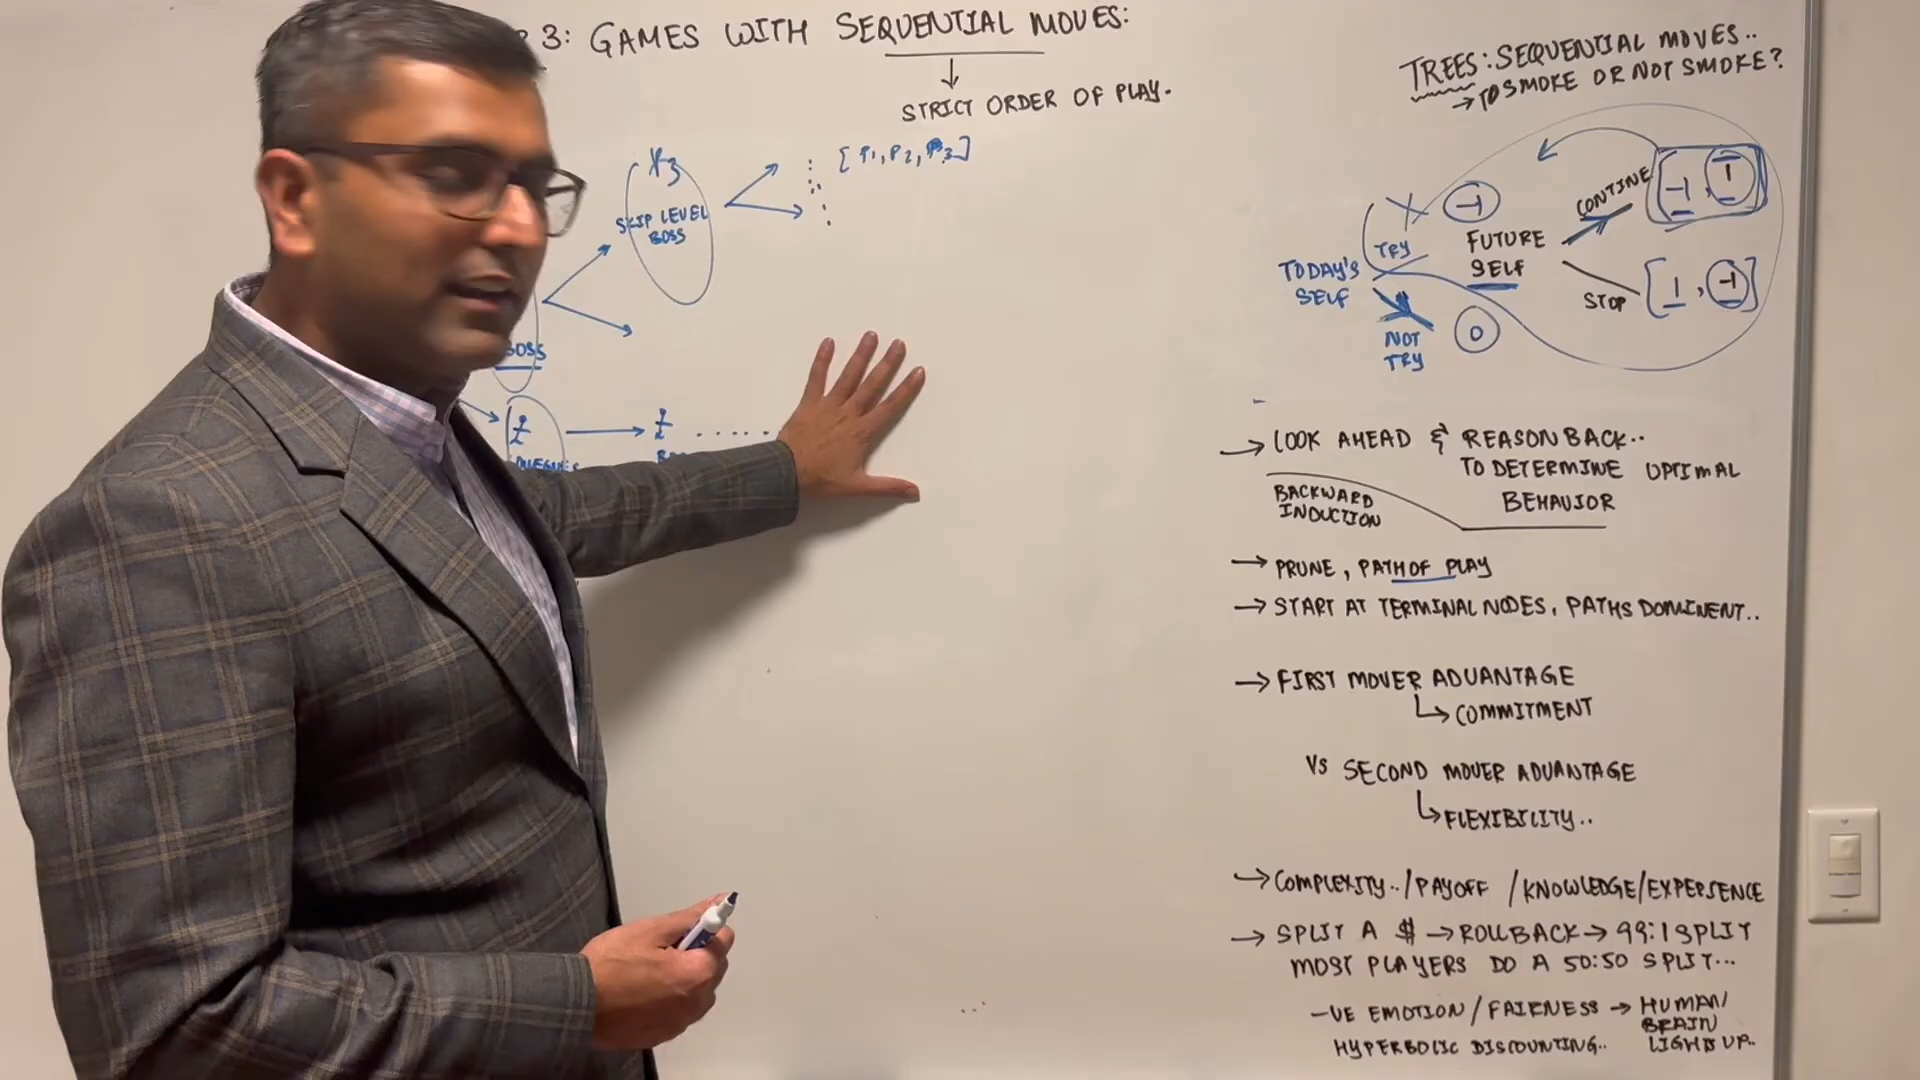 3: GAMES WITH SEQUENTIAL MOVES:
STRICT ORDER OF PLAY.
[P1, P2, P3]
P3
SKIP LEVEL
BOSS
BOSS
TREES: SEQUENTIAL MOVES..
→ TO SMOKE OR NOT SMOKE?
-1
CONTINE
[-1, 1]
TRY
FUTURE
SELF
TODAY'S
SELF
STOP
[1, -1]
NOT
TRY
0
→ LOOK AHEAD & REASON BACK..
TO DETERMINE OPTIMAL
BEHAVIOR
BACKWARD
INDUCTION
→ PRUNE, PATH OF PLAY
→ START AT TERMINAL NODES, PATHS DOMINENT..
→ FIRST MOVER ADVANTAGE
↳ COMMITMENT
VS SECOND MOVER ADVANTAGE
↳ FLEXIBILITY..
→ COMPLEXITY../PAYOFF /KNOWLEDGE/EXPERIENCE
→ SPLIT A $ → ROLLBACK → 99:1 SPLIT
MOST PLAYERS DO A 50:50 SPLIT...
-VE EMOTION / FAIRNESS → HUMAN
BRAIN
LIGHTS UP..
HYPERBOLIC DISCOUNTING..